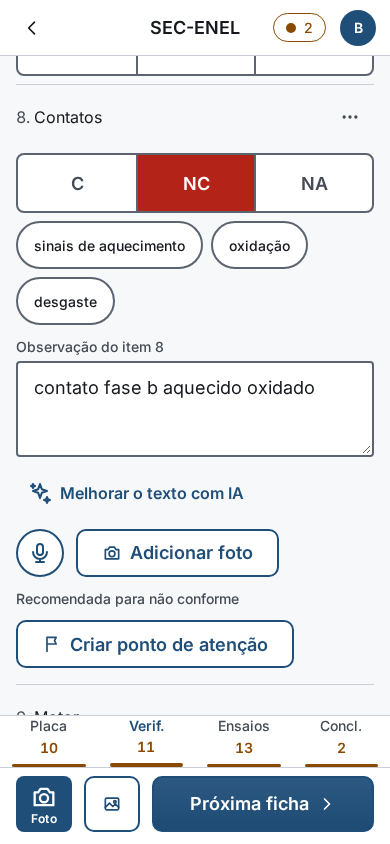 SEC-ENEL
2
B
8. Contatos
C
NC
NA
sinais de aquecimento
oxidação
desgaste
Observação do item 8
contato fase b aquecido oxidado
Melhorar o texto com IA
Adicionar foto
Recomendada para não conforme
Criar ponto de atenção
Placa
10
Verif.
11
Ensaios
13
Concl.
2
Foto
Próxima ficha